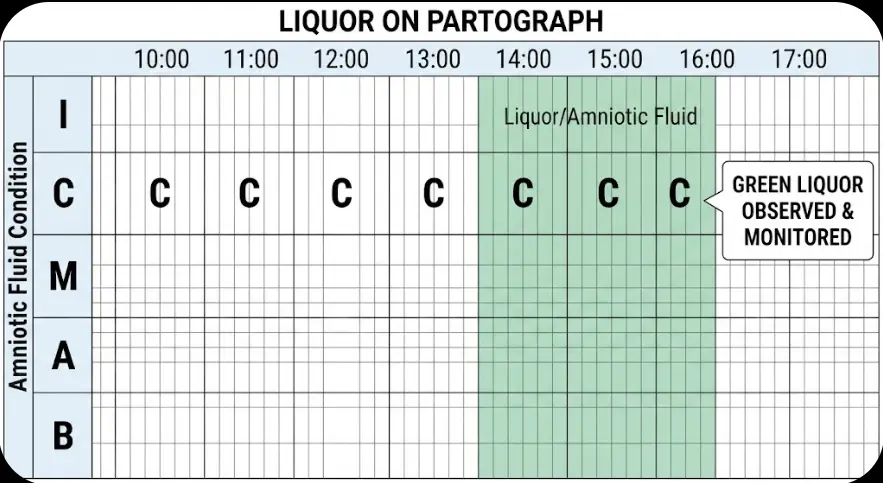 LIQUOR ON PARTOGRAPH
10:00 11:00 12:00 13:00 14:00 15:00 16:00 17:00
Amniotic Fluid Condition
I
Liquor/Amniotic Fluid
C C C C C C C C
GREEN LIQUOR
OBSERVED &
MONITORED
M
A
B